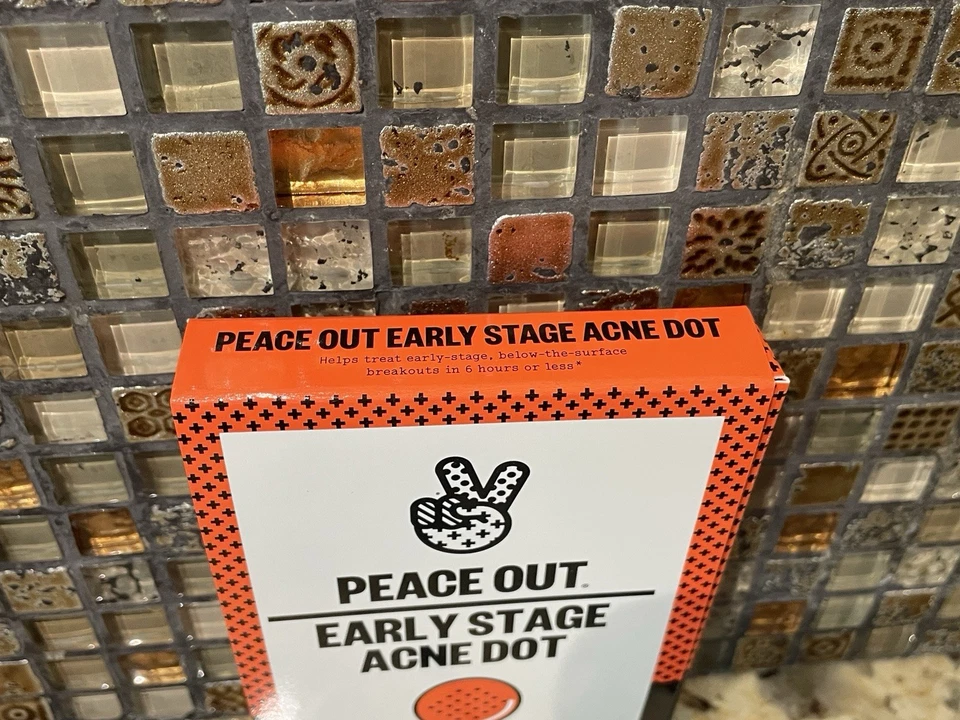 PEACE OUT EARLY STAGE ACNE DOT
Helps treat early-stage, below-the-surface
breakouts in 6 hours or less*
PEACE OUT®
EARLY STAGE
ACNE DOT